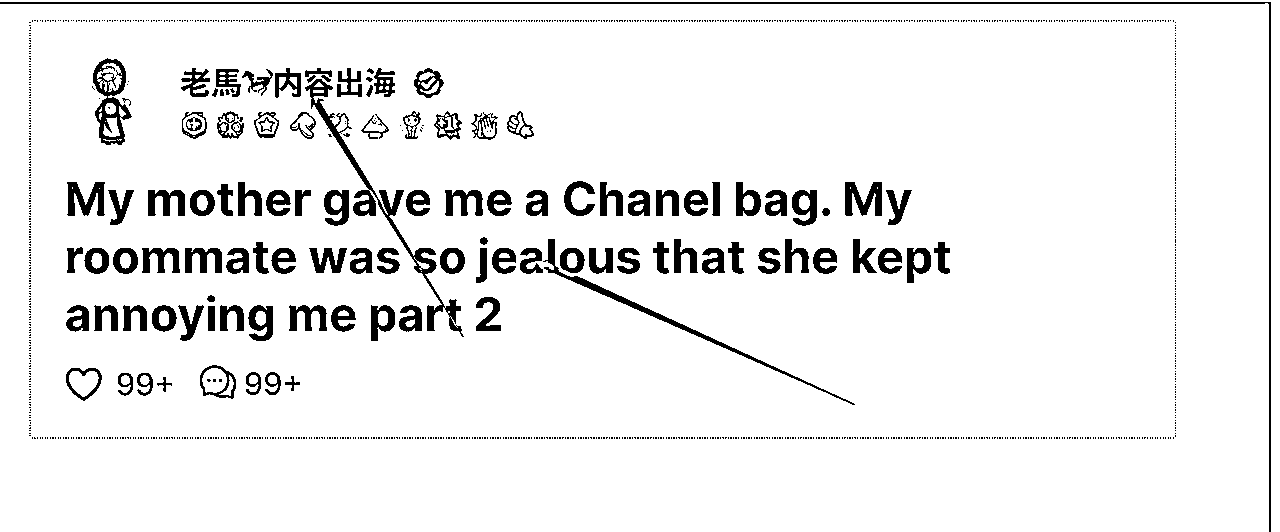 老馬🐎内容出海
My mother gave me a Chanel bag. My
roommate was so jealous that she kept
annoying me part 2
99+ 99+